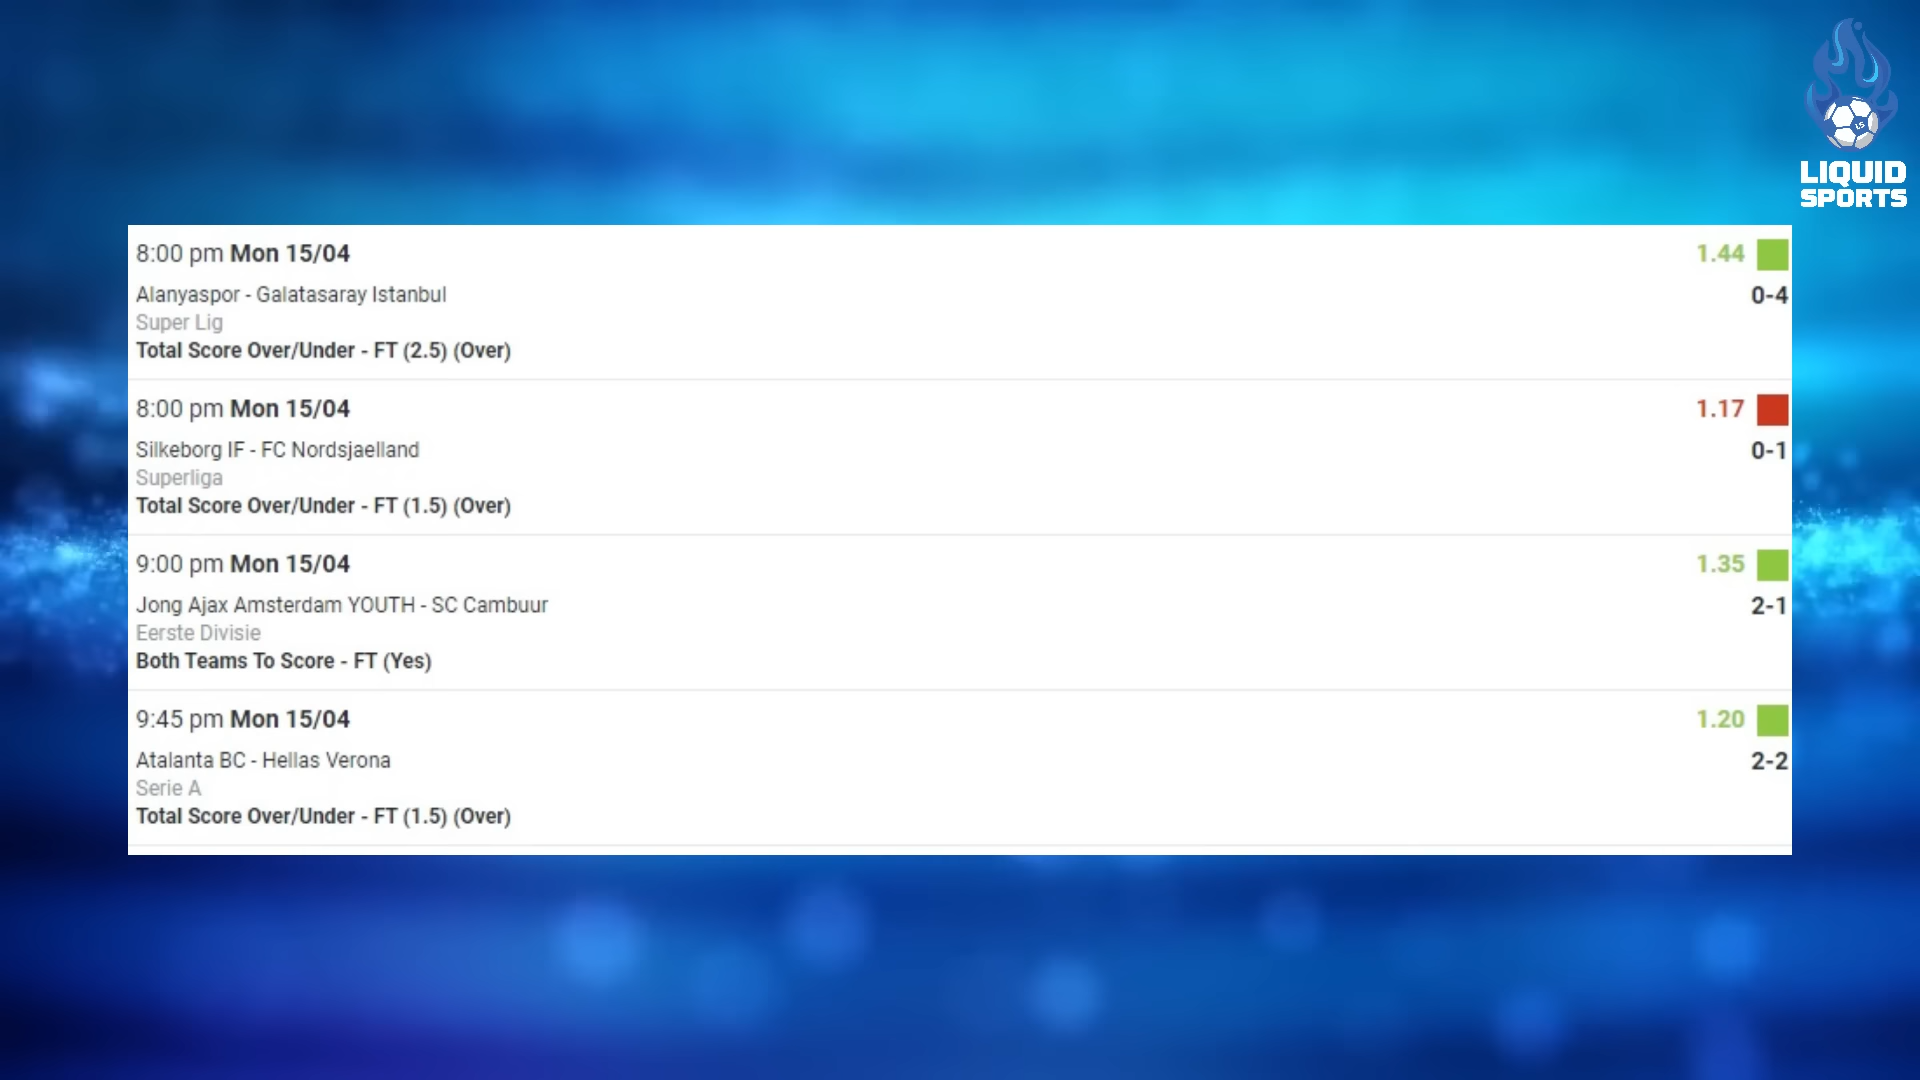 LIQUID
SPORTS
8:00 pm Mon 15/04
1.44
Alanyaspor - Galatasaray Istanbul
0-4
Super Lig
Total Score Over/Under - FT (2.5) (Over)
8:00 pm Mon 15/04
1.17
Silkeborg IF - FC Nordsjaelland
0-1
Superliga
Total Score Over/Under - FT (1.5) (Over)
9:00 pm Mon 15/04
1.35
Jong Ajax Amsterdam YOUTH - SC Cambuur
2-1
Eerste Divisie
Both Teams To Score - FT (Yes)
9:45 pm Mon 15/04
1.20
Atalanta BC - Hellas Verona
2-2
Serie A
Total Score Over/Under - FT (1.5) (Over)